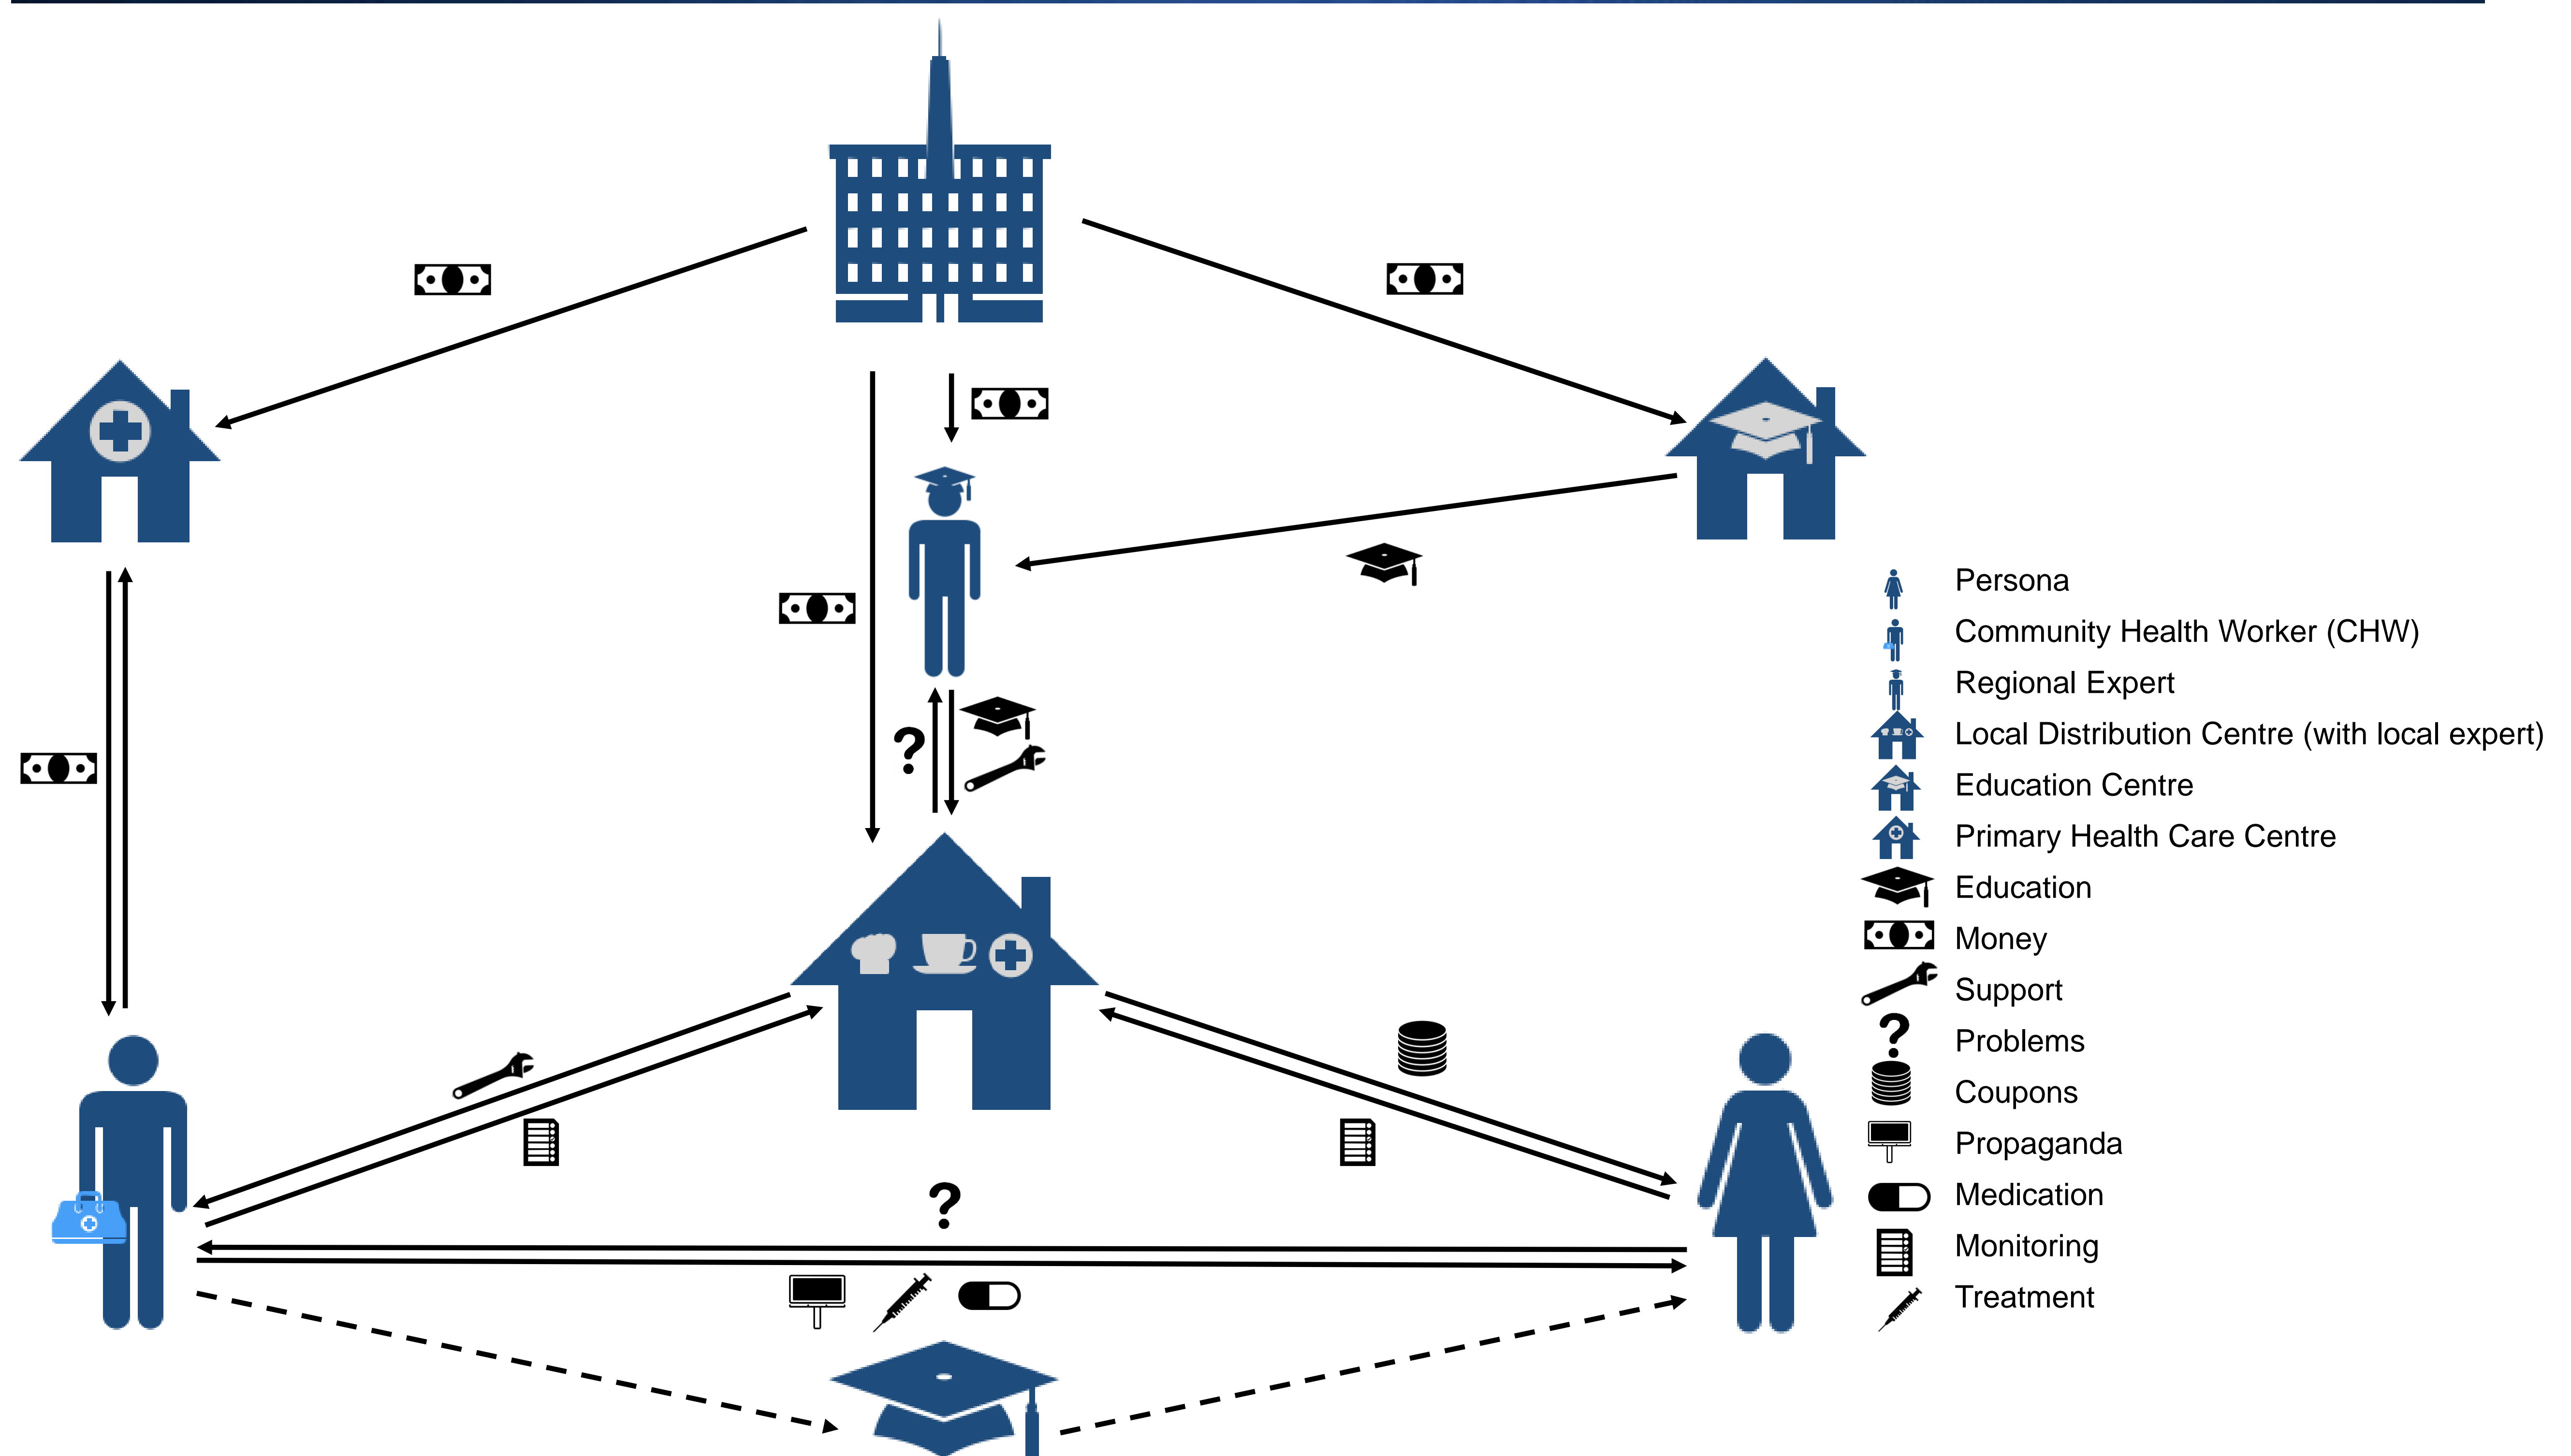 ?
?
Persona
Community Health Worker (CHW)
Regional Expert
Local Distribution Centre (with local expert)
Education Centre
Primary Health Care Centre
Education
Money
Support
? Problems
Coupons
Propaganda
Medication
Monitoring
Treatment